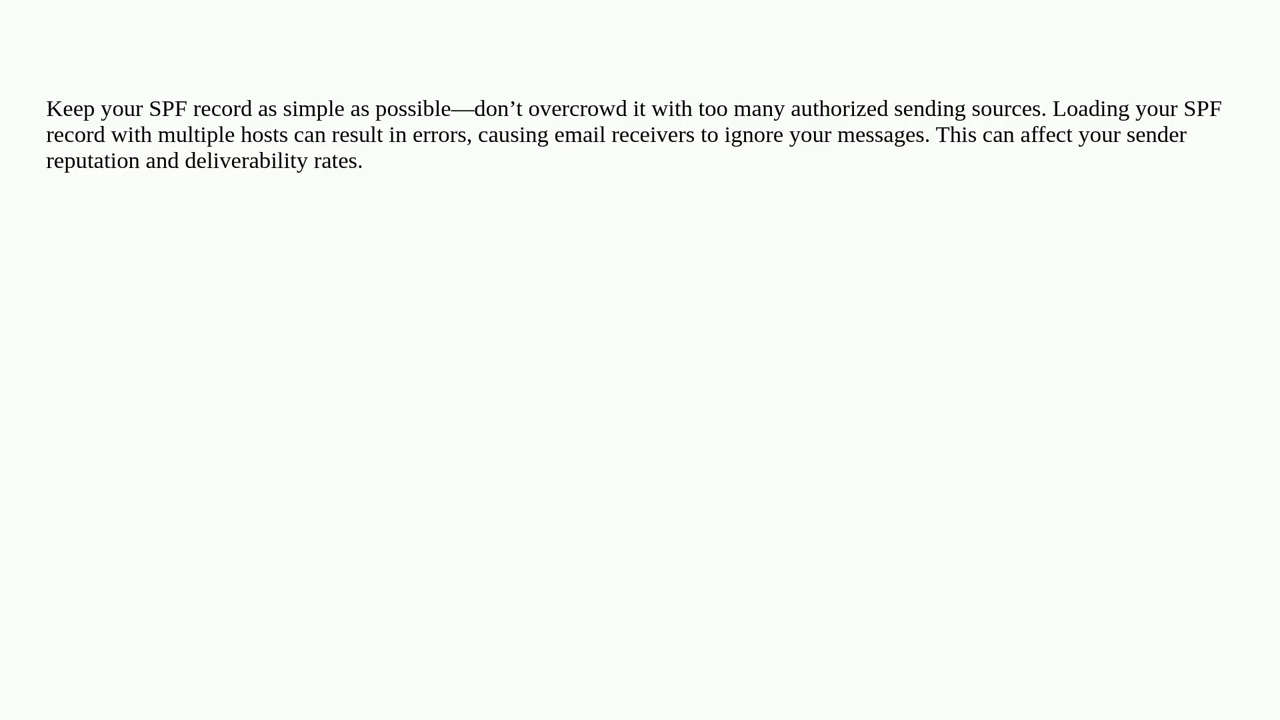 Keep your SPF record as simple as possible—don’t overcrowd it with too many authorized sending sources. Loading your SPF
record with multiple hosts can result in errors, causing email receivers to ignore your messages. This can affect your sender
reputation and deliverability rates.